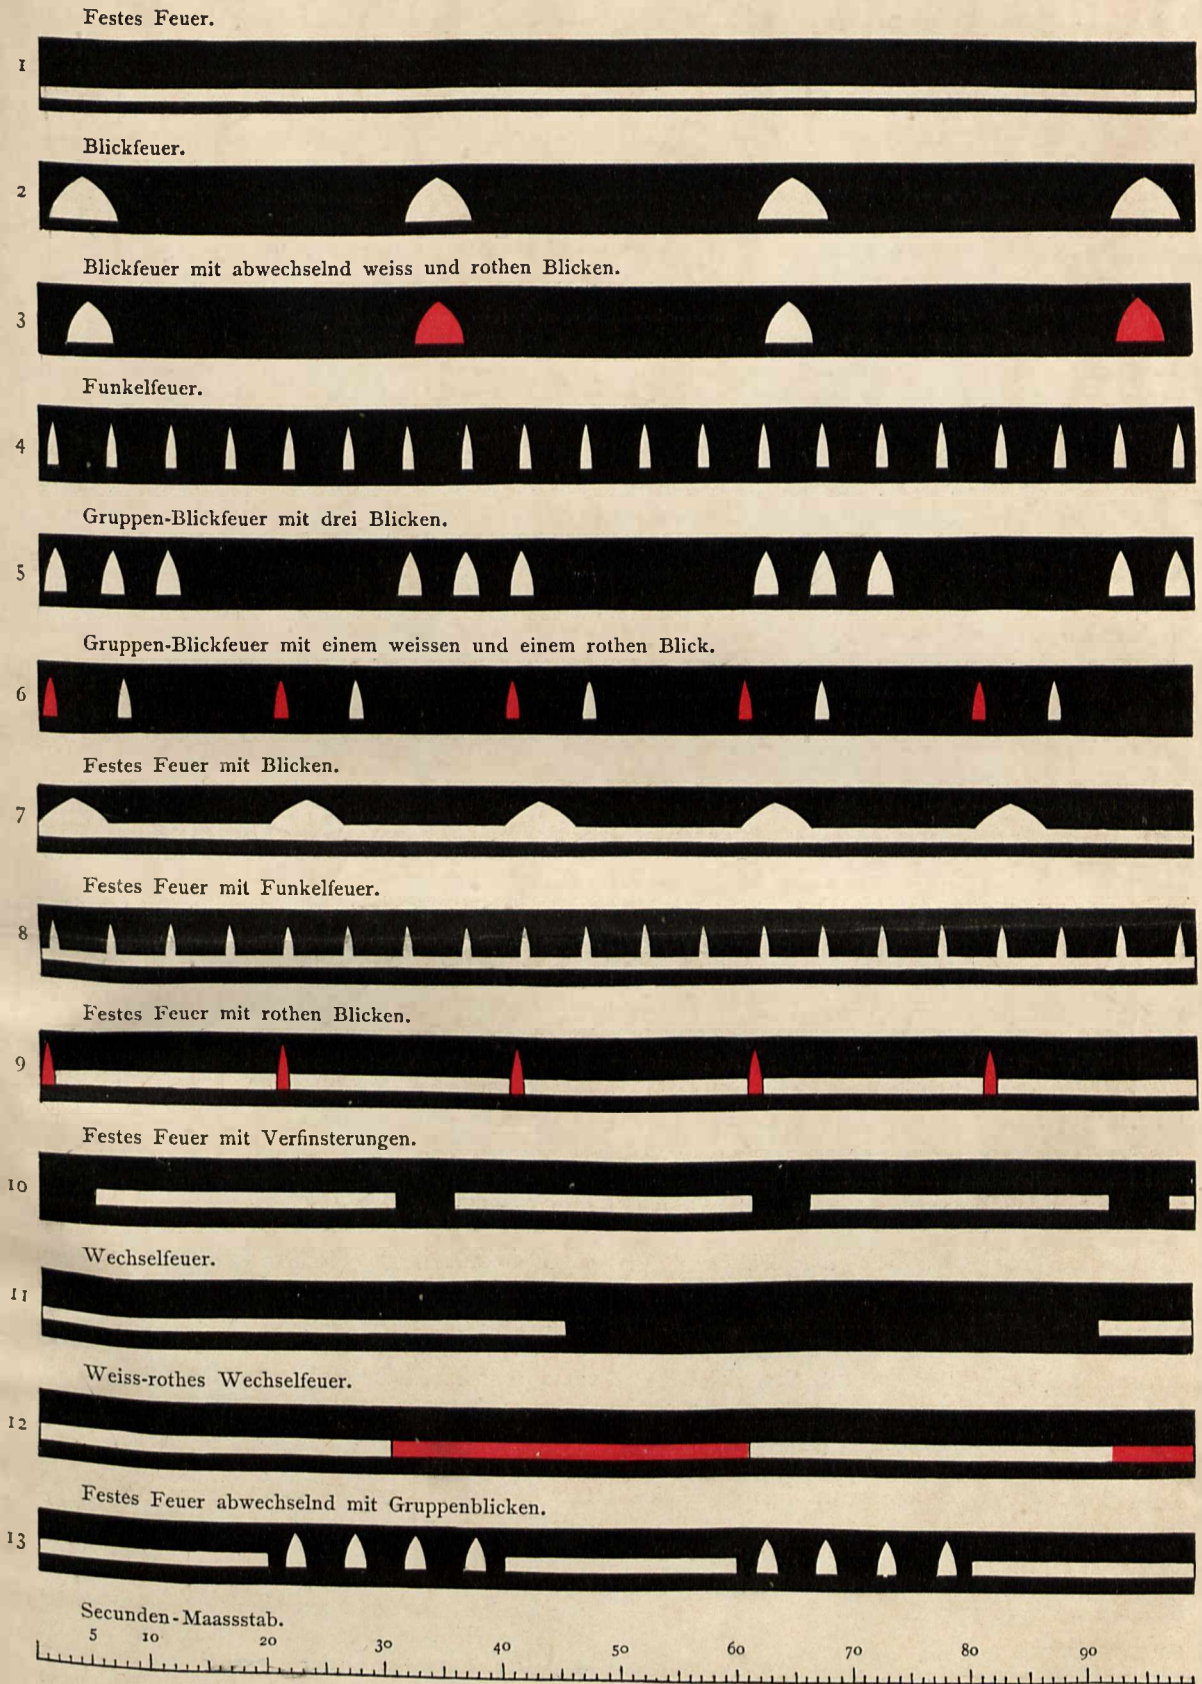 Festes Feuer.
1
Blickfeuer.
2
Blickfeuer mit abwechselnd weiss und rothen Blicken.
3
Funkelfeuer.
4
Gruppen-Blickfeuer mit drei Blicken.
5
Gruppen-Blickfeuer mit einem weissen und einem rothen Blick.
6
Festes Feuer mit Blicken.
7
Festes Feuer mit Funkelfeuer.
8
Festes Feuer mit rothen Blicken.
9
Festes Feuer mit Verfinsterungen.
10
Wechselfeuer.
11
Weiss-rothes Wechselfeuer.
12
Festes Feuer abwechselnd mit Gruppenblicken.
13
Secunden-Maassstab.
5 10 20 30 40 50 60 70 80 90